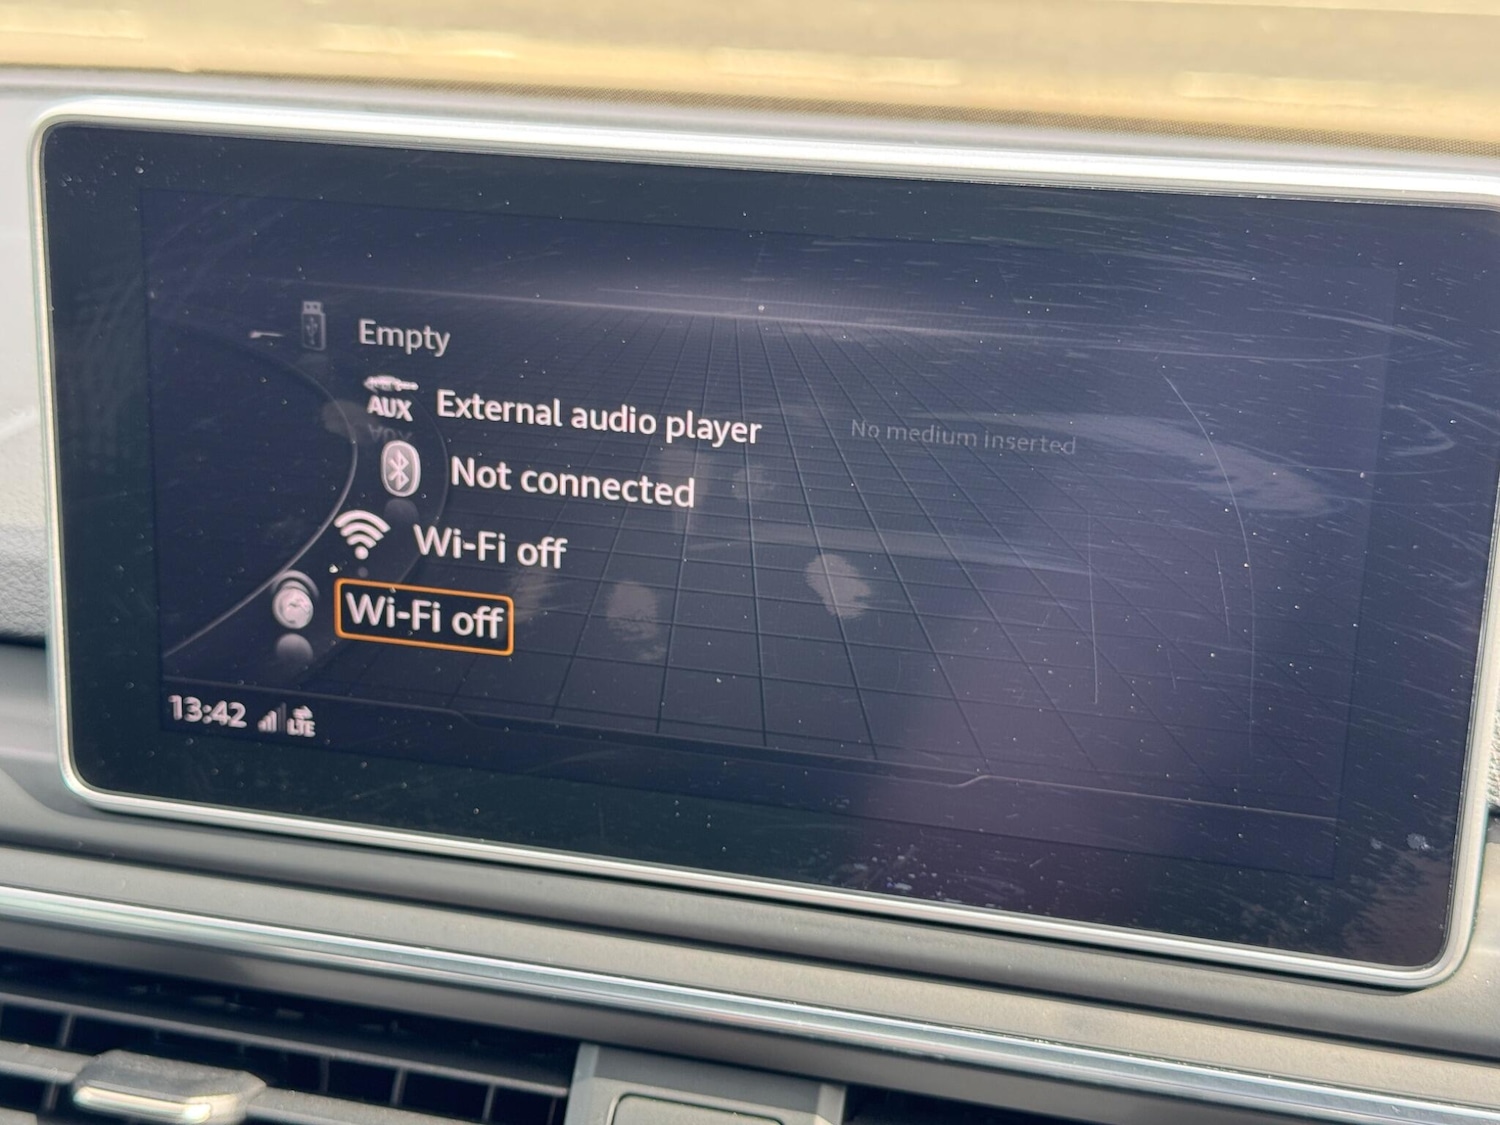 Empty
AUX External audio player
No medium inserted
Not connected
Wi-Fi off
Wi-Fi off
13:42 LTE